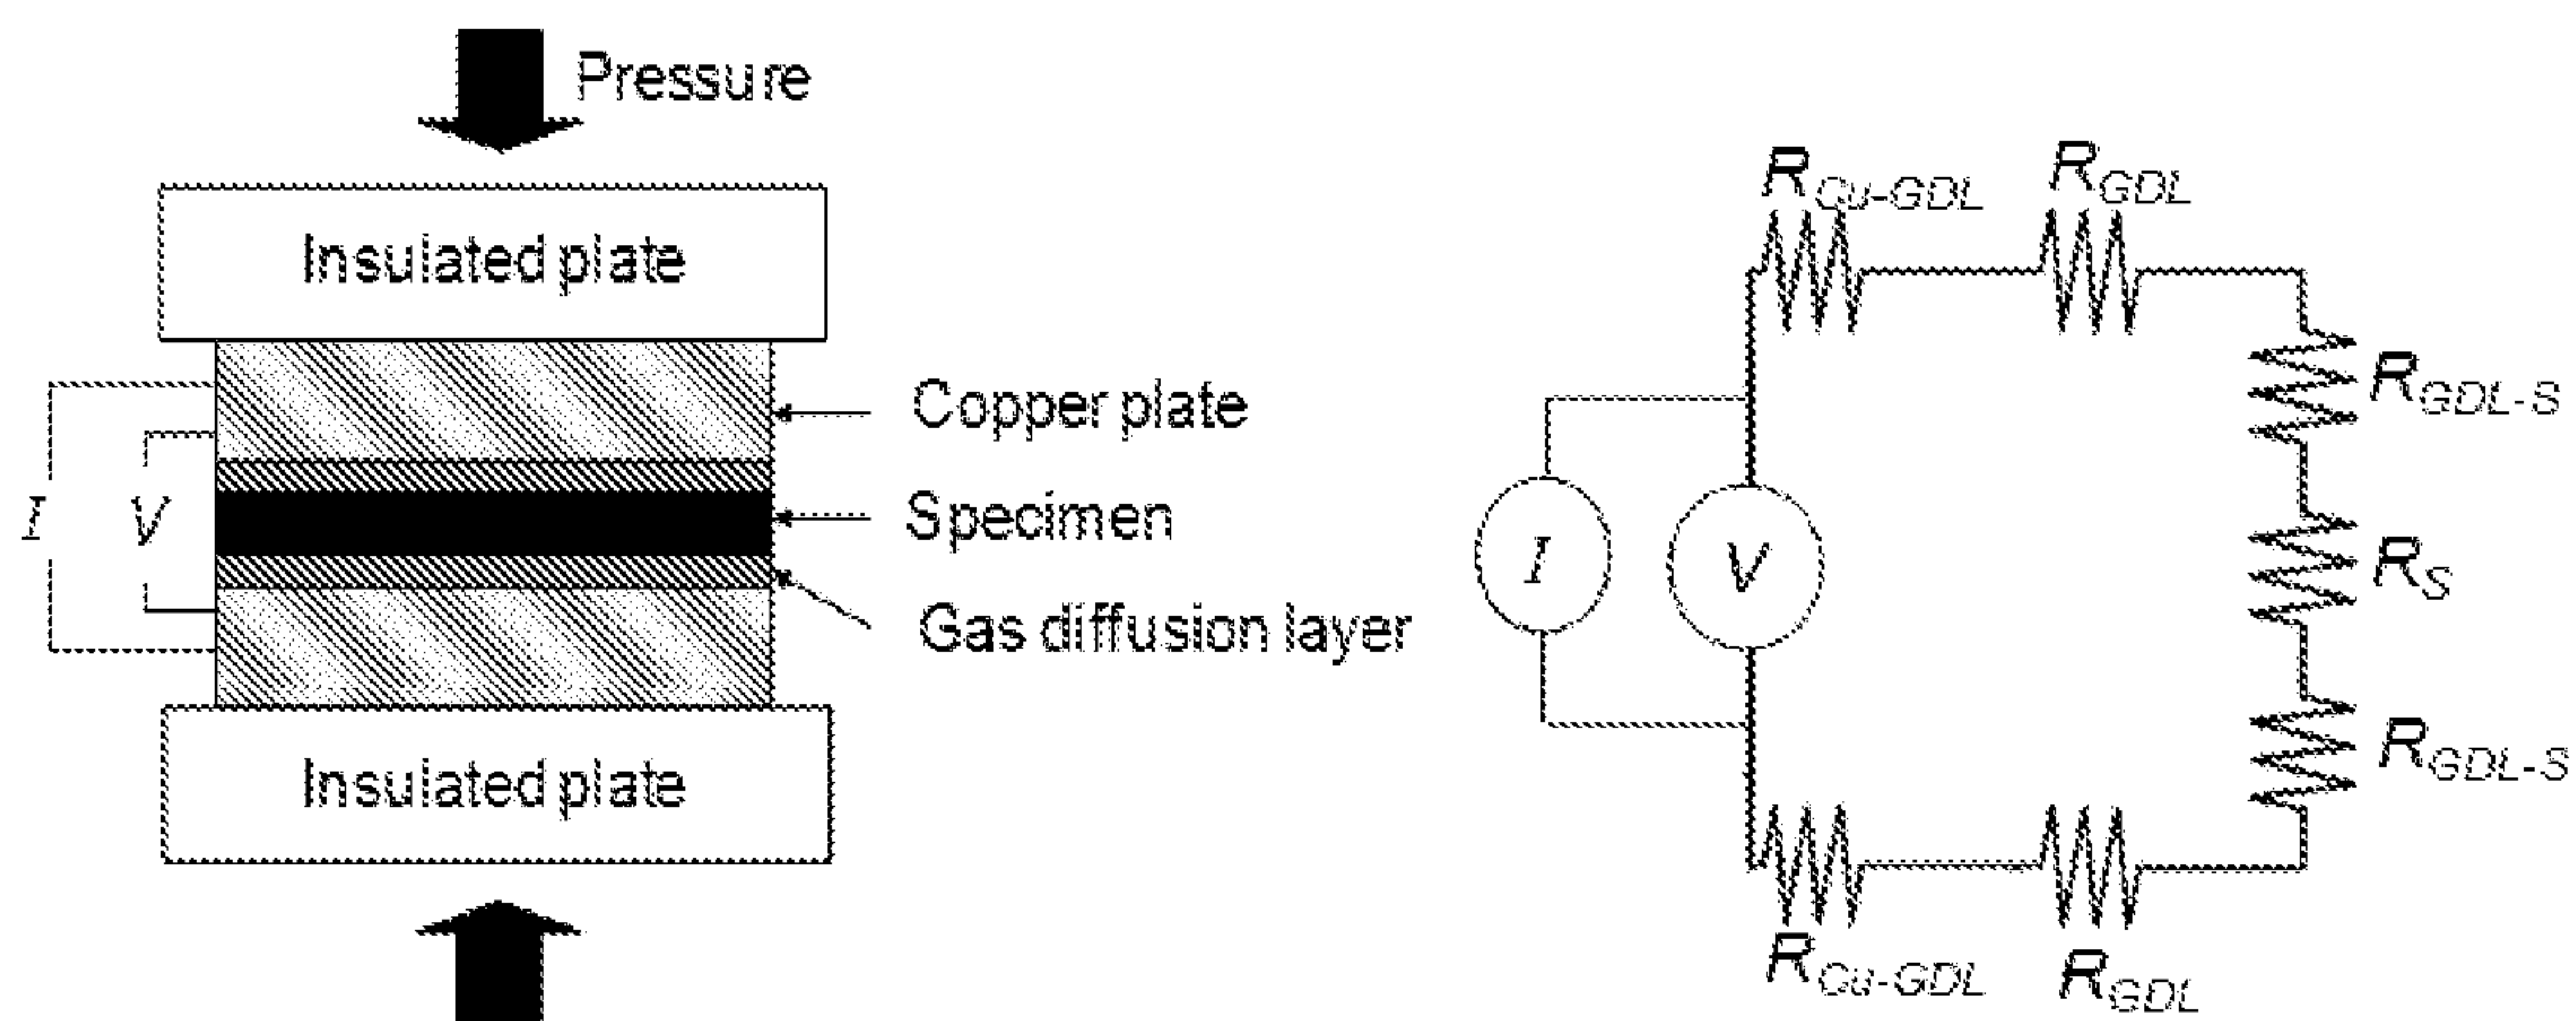 Pressure
Insulated plate
Copper plate
I
V
Specimen
Gas diffusion layer
Insulated plate
R_Cu-GDL
R_GDL
R_GDL-S
I
V
R_S
R_GDL-S
R_Cu-GDL
R_GDL